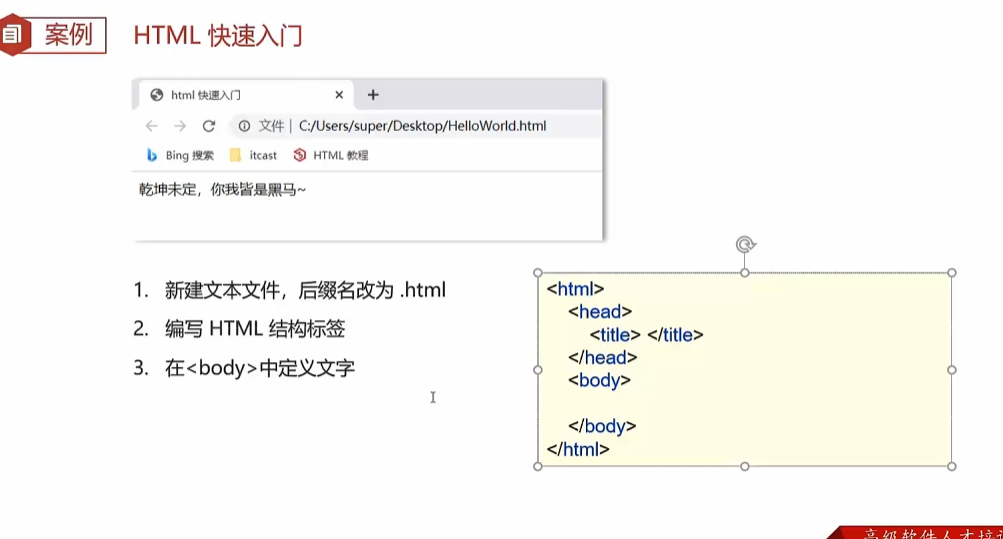 案例
HTML 快速入门
html 快速入门
文件 | C:/Users/super/Desktop/HelloWorld.html
Bing 搜索 itcast HTML 教程
乾坤未定，你我皆是黑马~
1. 新建文本文件，后缀名改为 .html
2. 编写 HTML 结构标签
3. 在<body>中定义文字
<html>
<head>
<title> </title>
</head>
<body>
</body>
</html>
高级软件人才培训